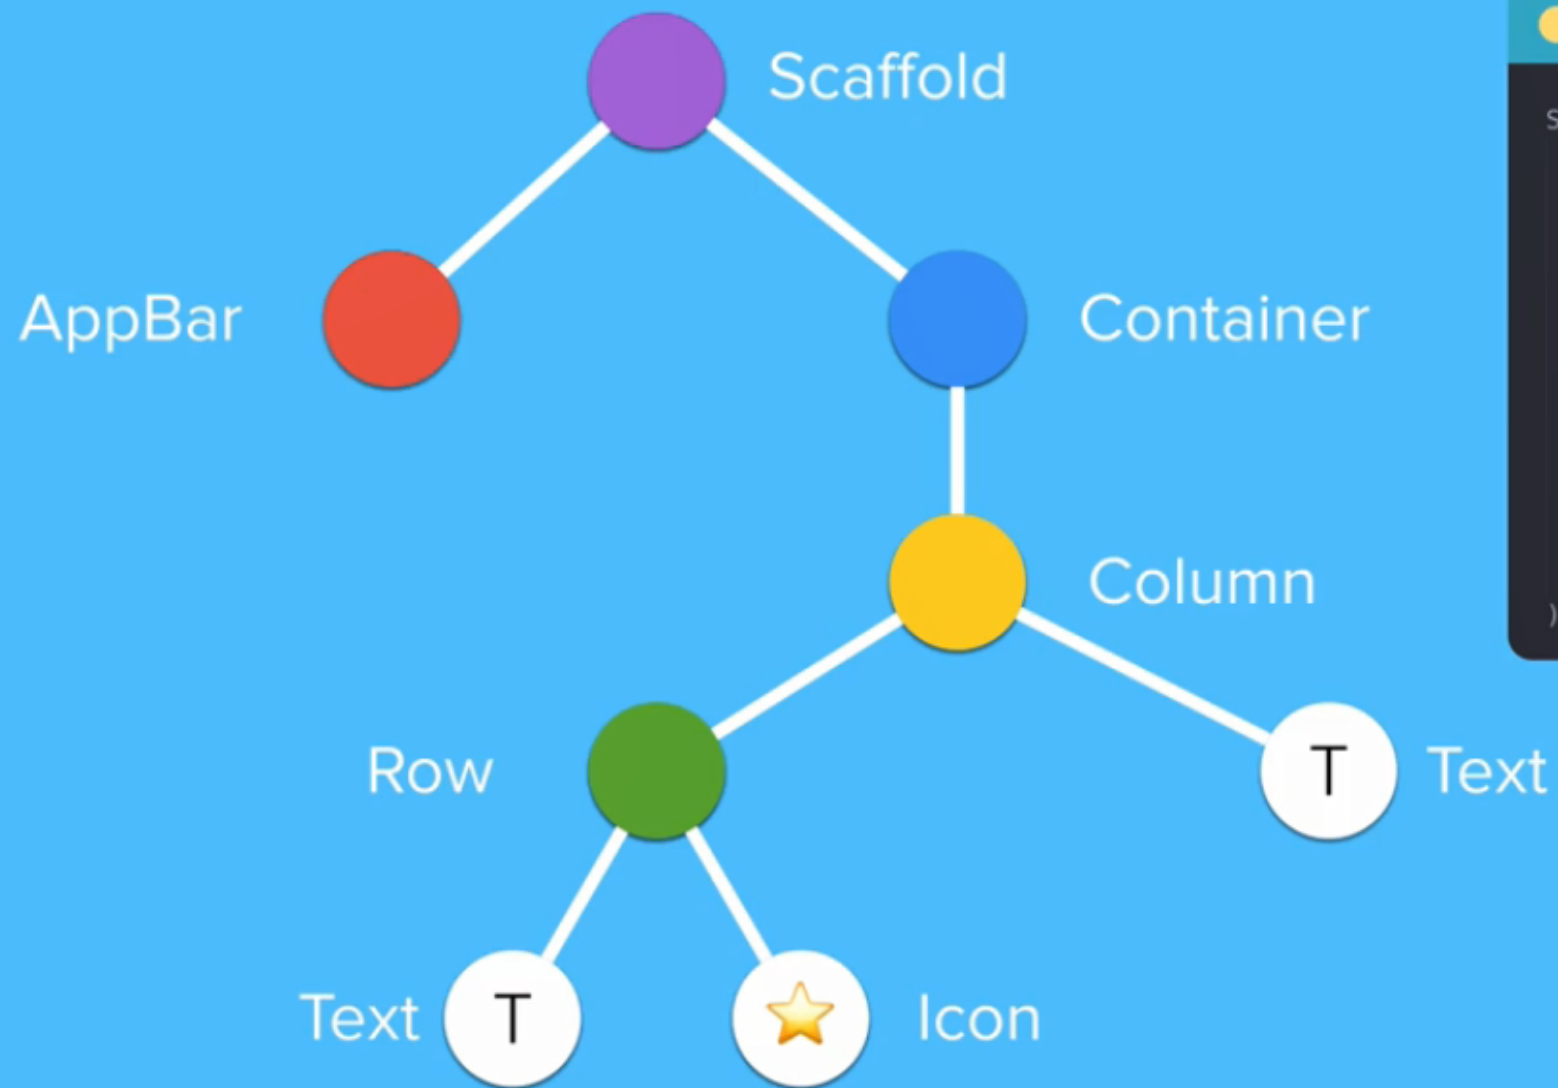 Scaffold
AppBar
Container
Column
Row
T
Text
Text
T
Icon
)